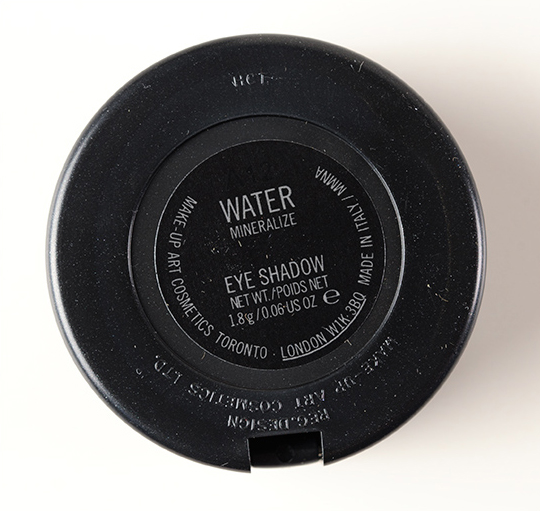 WATER
MINERALIZE
EYE SHADOW
NET WT./POIDS NET
1.8 g / 0.06 US OZ ℮
MAKE-UP ART COSMETICS TORONTO · LONDON W1K.3BQ MADE IN ITALY / MMNA
MAKE-UP ART COSMETICS LTD.
REG.DESIGN